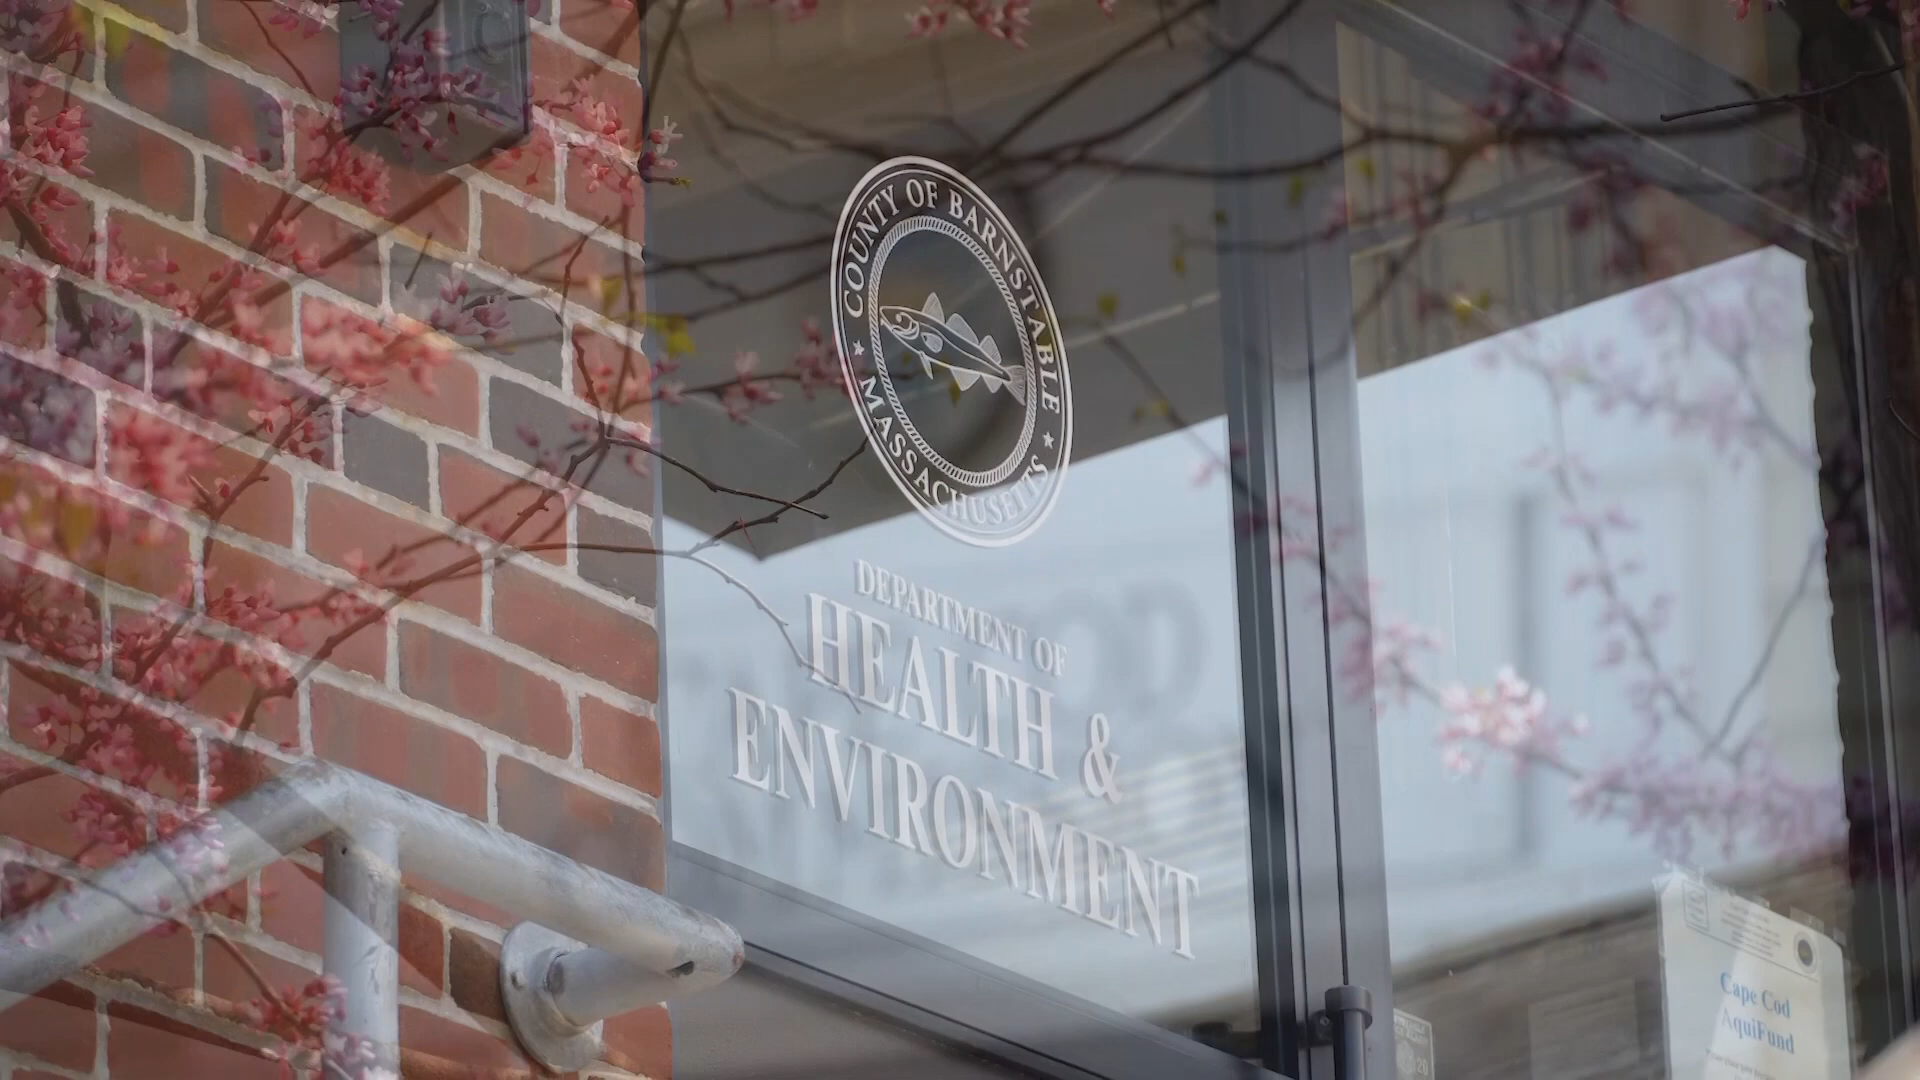 COUNTY OF BARNSTABLE
MASSACHUSETTS
DEPARTMENT OF
HEALTH &
ENVIRONMENT
Cape Cod
AquiFund